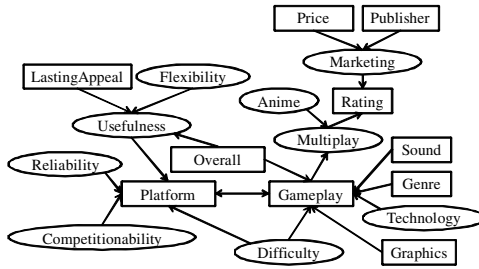 Price
Publisher
Marketing
LastingAppeal
Flexibility
Anime
Rating
Usefulness
Multiplay
Overall
Sound
Reliability
Platform
Gameplay
Genre
Technology
Competitionability
Difficulty
Graphics